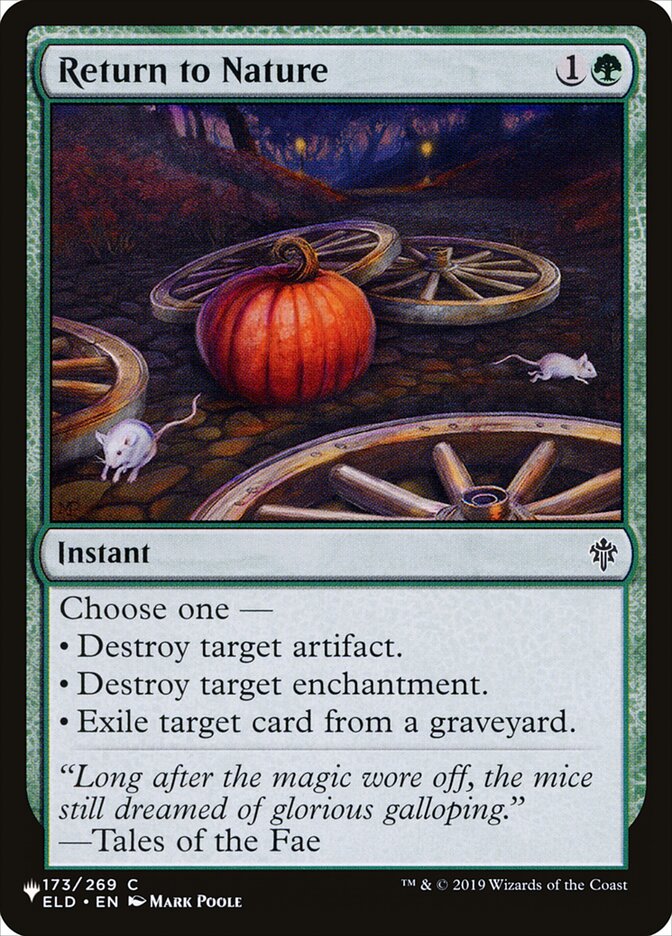 Return to Nature 1
Instant
Choose one —
• Destroy target artifact.
• Destroy target enchantment.
• Exile target card from a graveyard.
“Long after the magic wore off, the mice
still dreamed of glorious galloping.”
—Tales of the Fae
173/269 C
ELD • EN Mark Poole
™ & © 2019 Wizards of the Coast